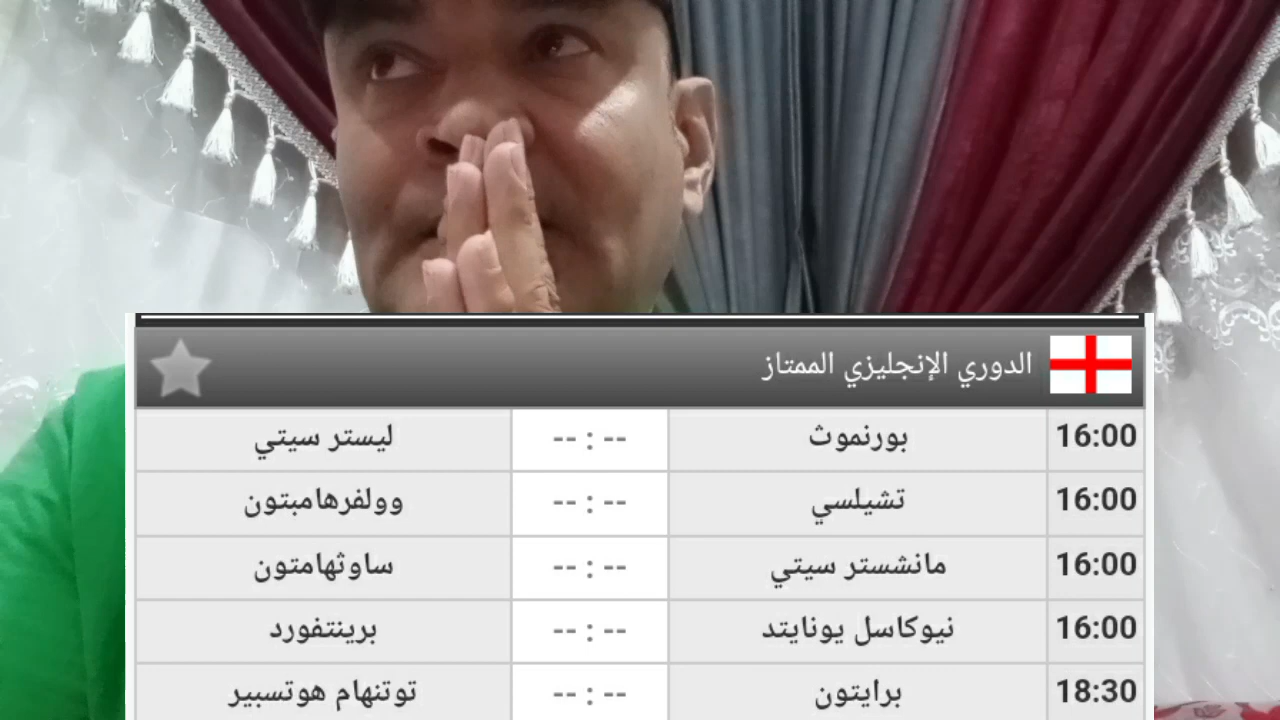 الدوري الإنجليزي الممتاز
16:00 بورنموث -- : -- ليستر سيتي
16:00 تشيلسي -- : -- وولفرهامبتون
16:00 مانشستر سيتي -- : -- ساوثهامتون
16:00 نيوكاسل يونايتد -- : -- برينتفورد
18:30 برايتون -- : -- توتنهام هوتسبير